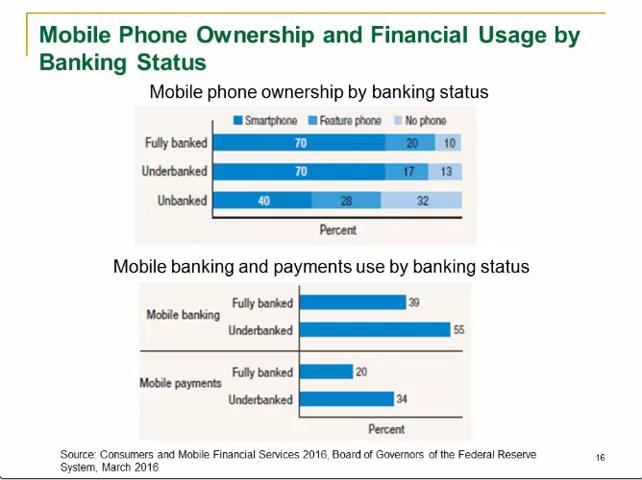 Mobile Phone Ownership and Financial Usage by
Banking Status
Mobile phone ownership by banking status
Smartphone Feature phone No phone
Fully banked 70 20 10
Underbanked 70 17 13
Unbanked 40 28 32
Percent
Mobile banking and payments use by banking status
Mobile banking
Fully banked 39
Underbanked 55
Mobile payments
Fully banked 20
Underbanked 34
Percent
Source: Consumers and Mobile Financial Services 2016, Board of Governors of the Federal Reserve
System, March 2016
16